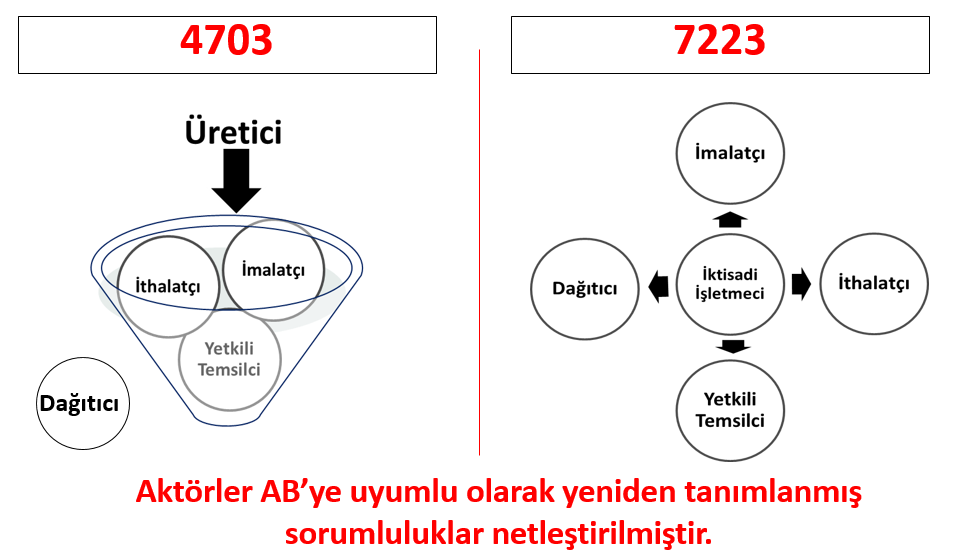 4703
Üretici
İthalatçı
İmalatçı
Yetkili
Temsilci
Dağıtıcı
7223
İmalatçı
Dağıtıcı
İktisadi
İşletmeci
İthalatçı
Yetkili
Temsilci
Aktörler AB’ye uyumlu olarak yeniden tanımlanmış
sorumluluklar netleştirilmiştir.